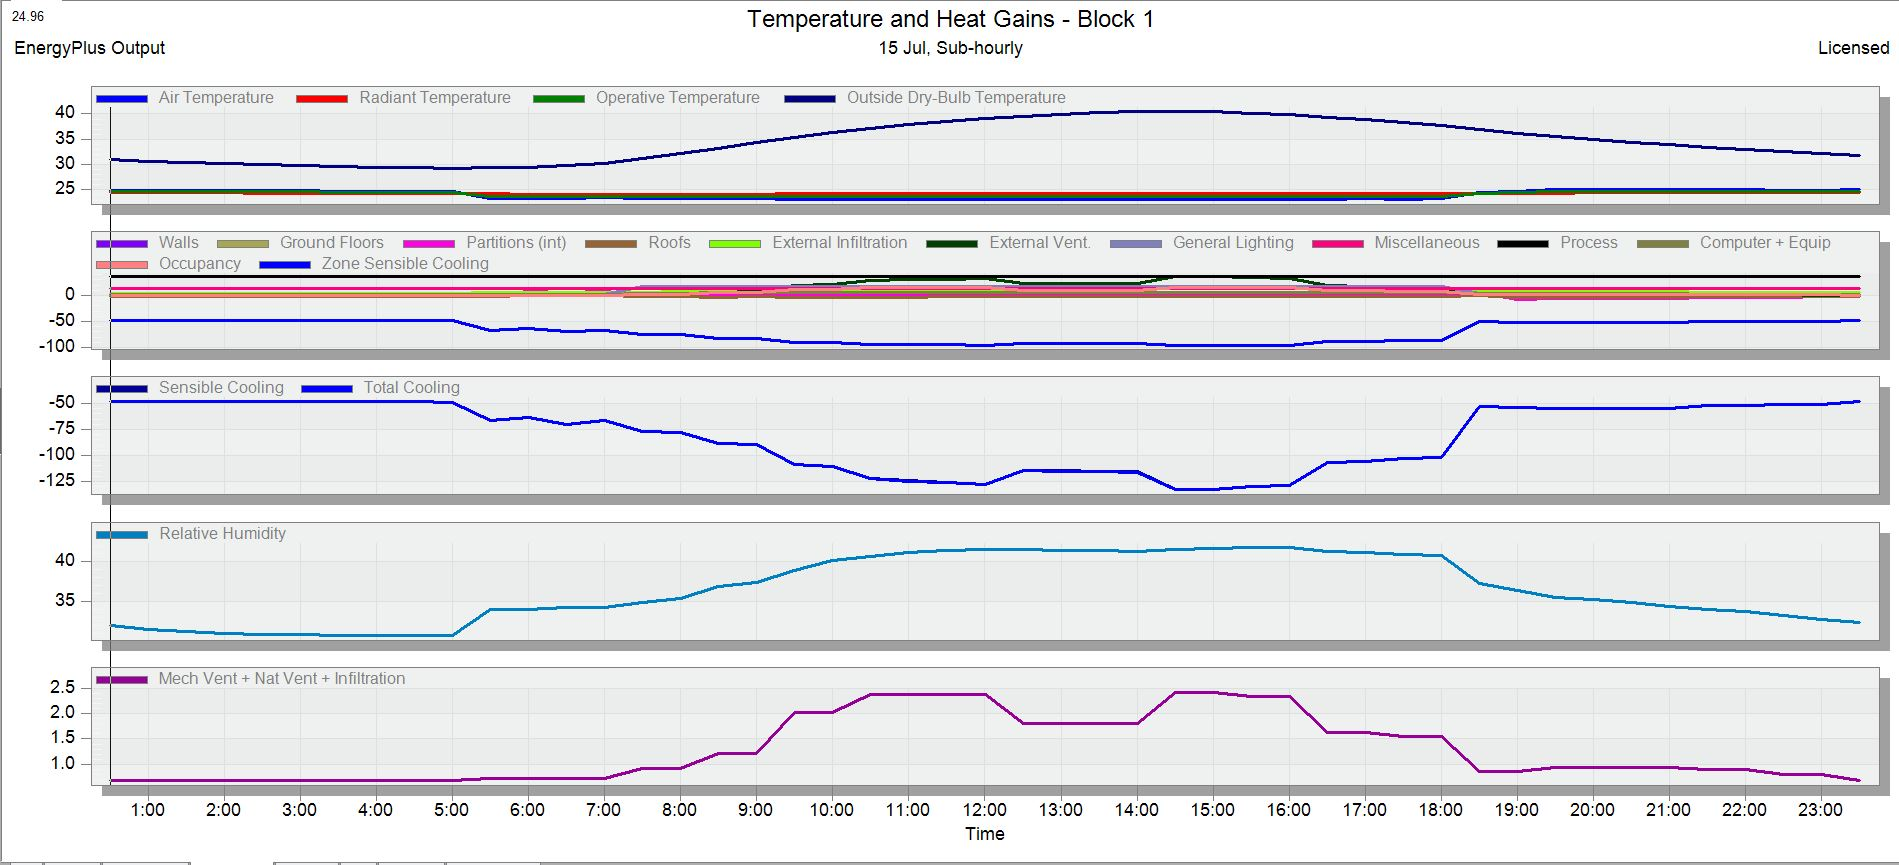 24.96
Temperature and Heat Gains - Block 1
EnergyPlus Output 15 Jul, Sub-hourly Licensed
Air Temperature Radiant Temperature Operative Temperature Outside Dry-Bulb Temperature
40
35
30
25
Walls Ground Floors Partitions (int) Roofs External Infiltration External Vent. General Lighting Miscellaneous Process Computer + Equip
Occupancy Zone Sensible Cooling
0
-50
-100
Sensible Cooling Total Cooling
-50
-75
-100
-125
Relative Humidity
40
35
Mech Vent + Nat Vent + Infiltration
2.5
2.0
1.5
1.0
1:00 2:00 3:00 4:00 5:00 6:00 7:00 8:00 9:00 10:00 11:00 12:00 13:00 14:00 15:00 16:00 17:00 18:00 19:00 20:00 21:00 22:00 23:00
Time